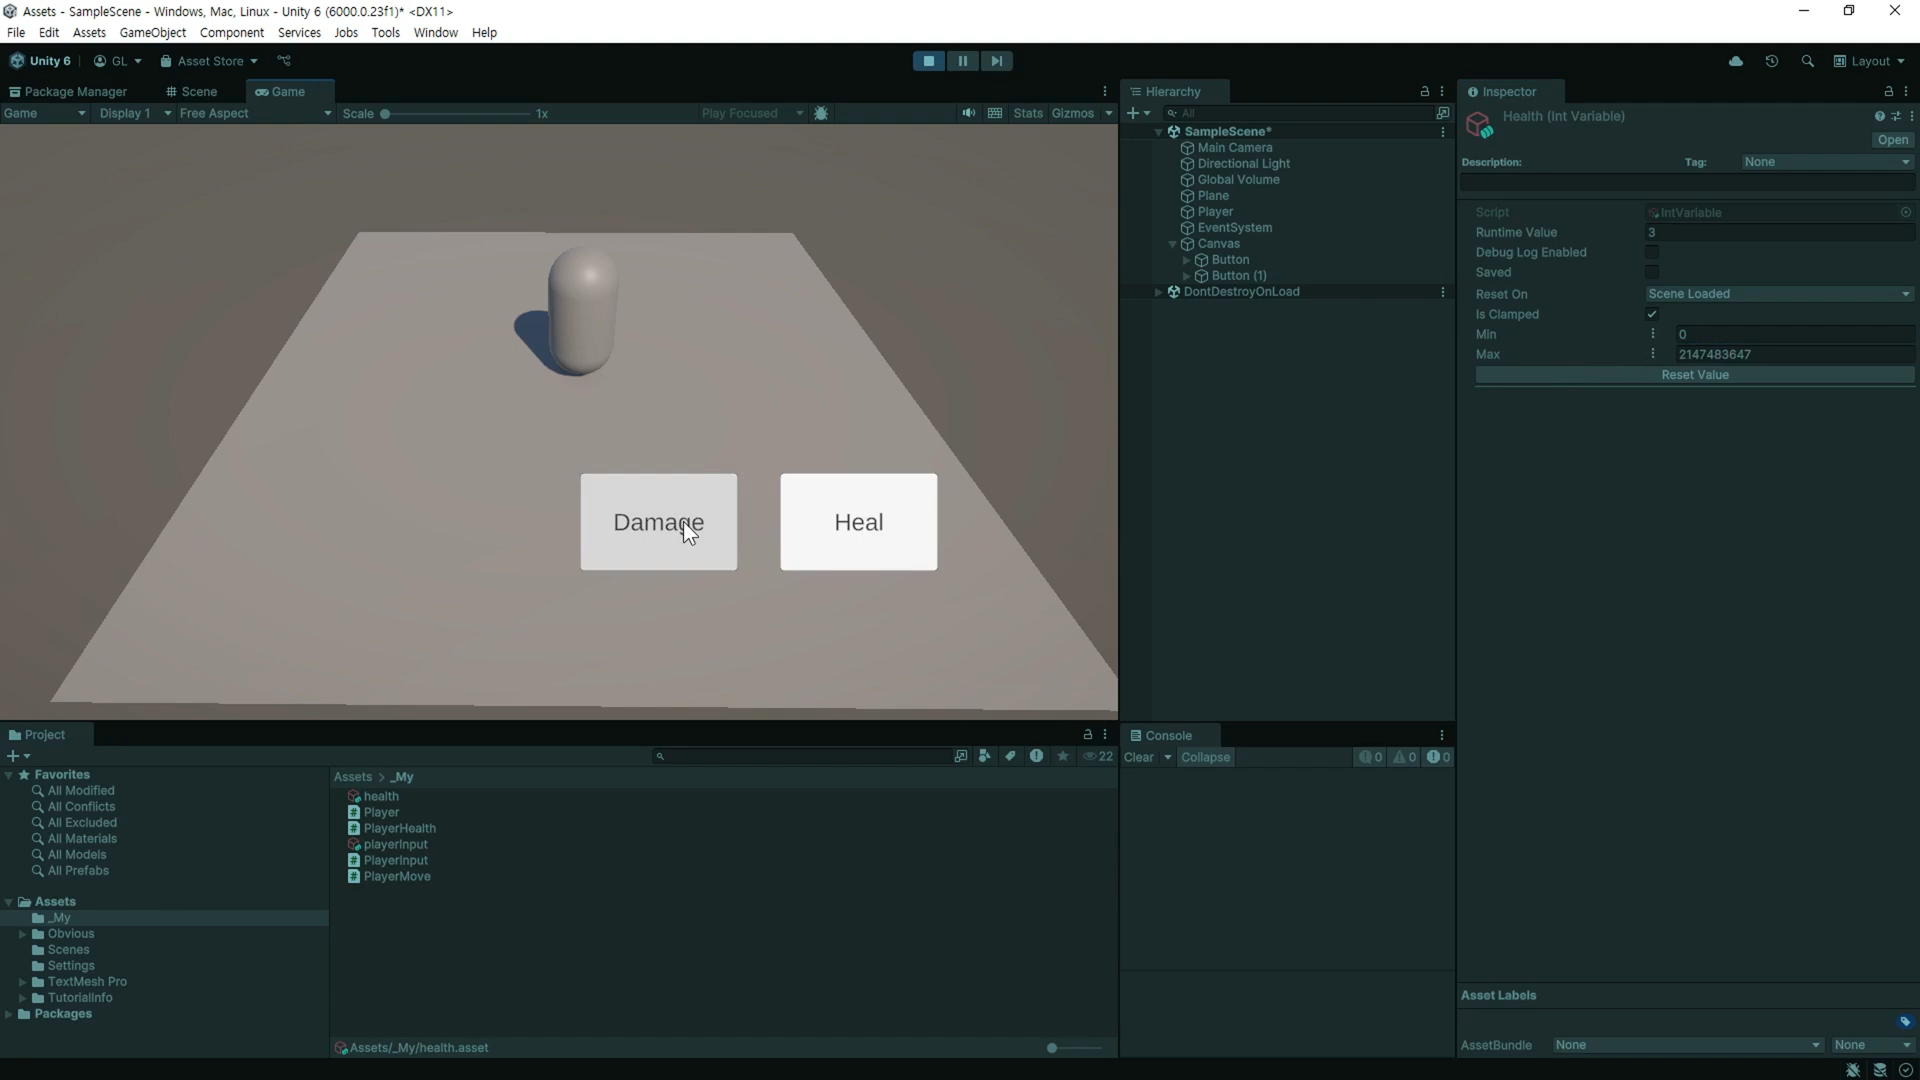 Assets - SampleScene - Windows, Mac, Linux - Unity 6 (6000.0.23f1)* <DX11>
File Edit Assets GameObject Component Services Jobs Tools Window Help
Unity 6 GL Asset Store Layout
Package Manager Scene Game
Game Display 1 Free Aspect Scale 1x Play Focused Stats Gizmos
Damage
Heal
Hierarchy
All
SampleScene*
Main Camera
Directional Light
Global Volume
Plane
Player
EventSystem
Canvas
Button
Button (1)
DontDestroyOnLoad
Inspector
Health (Int Variable)
Open
Description: Tag: None
Script IntVariable
Runtime Value 3
Debug Log Enabled
Saved
Reset On Scene Loaded
Is Clamped
Min 0
Max 2147483647
Reset Value
Asset Labels
AssetBundle None None
Project
22
Favorites
All Modified
All Conflicts
All Excluded
All Materials
All Models
All Prefabs
Assets
_My
Obvious
Scenes
Settings
TextMesh Pro
TutorialInfo
Packages
Assets > _My
health
Player
PlayerHealth
playerInput
PlayerInput
PlayerMove
Assets/_My/health.asset
Console
Clear Collapse 0 0 0